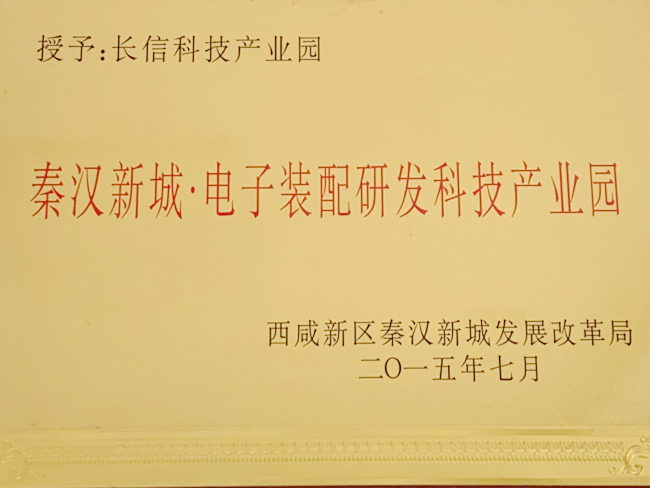 授予:长信科技产业园
秦汉新城·电子装配研发科技产业园
西咸新区秦汉新城发展改革局
二〇一五年七月